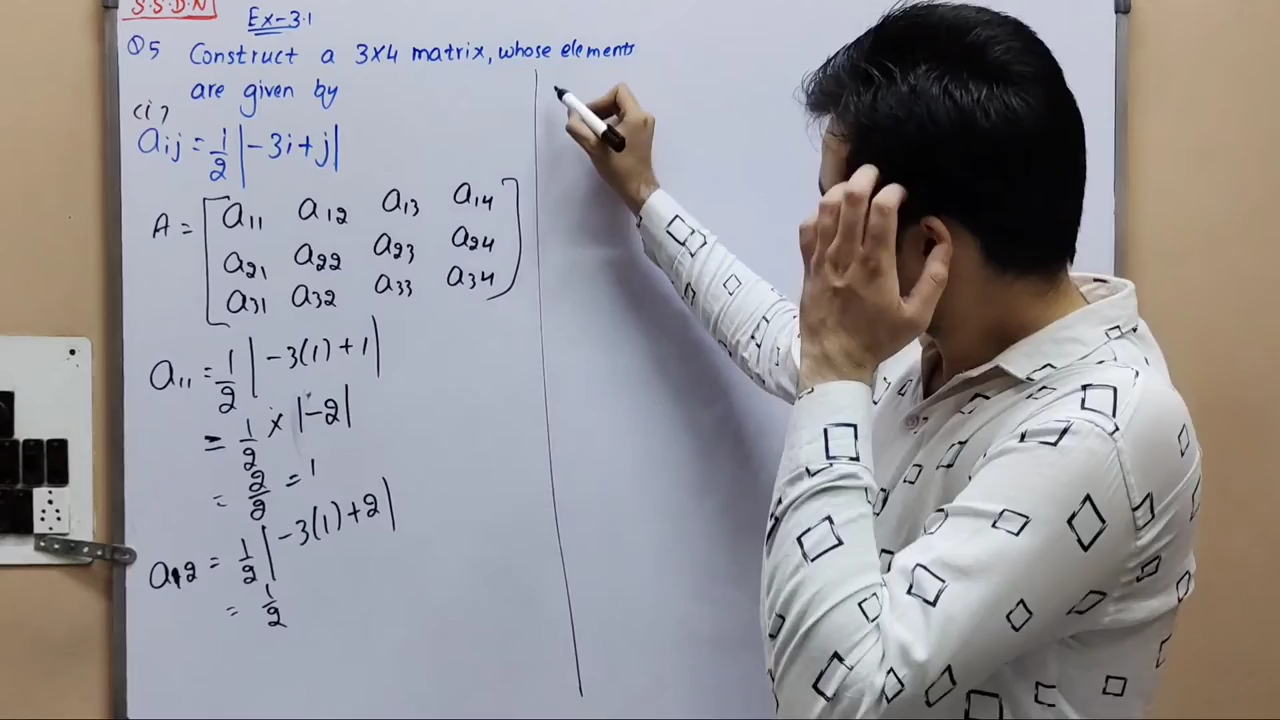 S.S.D.N
Ex-3.1
Q5 Construct a 3x4 matrix, whose elements
are given by
(i)
aij = 1/2 |-3i+j|
A = [a11 a12 a13 a14
a21 a22 a23 a24
a31 a32 a33 a34]
a11 = 1/2 |-3(1)+1|
= 1/2 x |-2|
= 2/2 = 1
a12 = 1/2 |-3(1)+2|
= 1/2